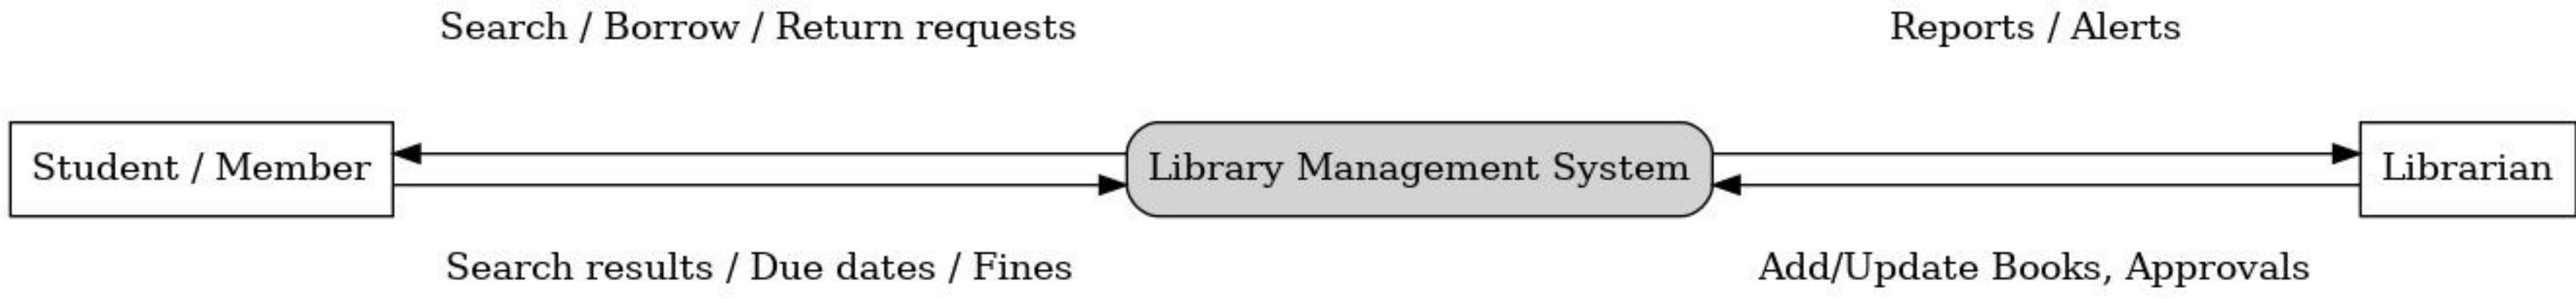 Search / Borrow / Return requests
Reports / Alerts
Student / Member
Library Management System
Librarian
Search results / Due dates / Fines
Add/Update Books, Approvals